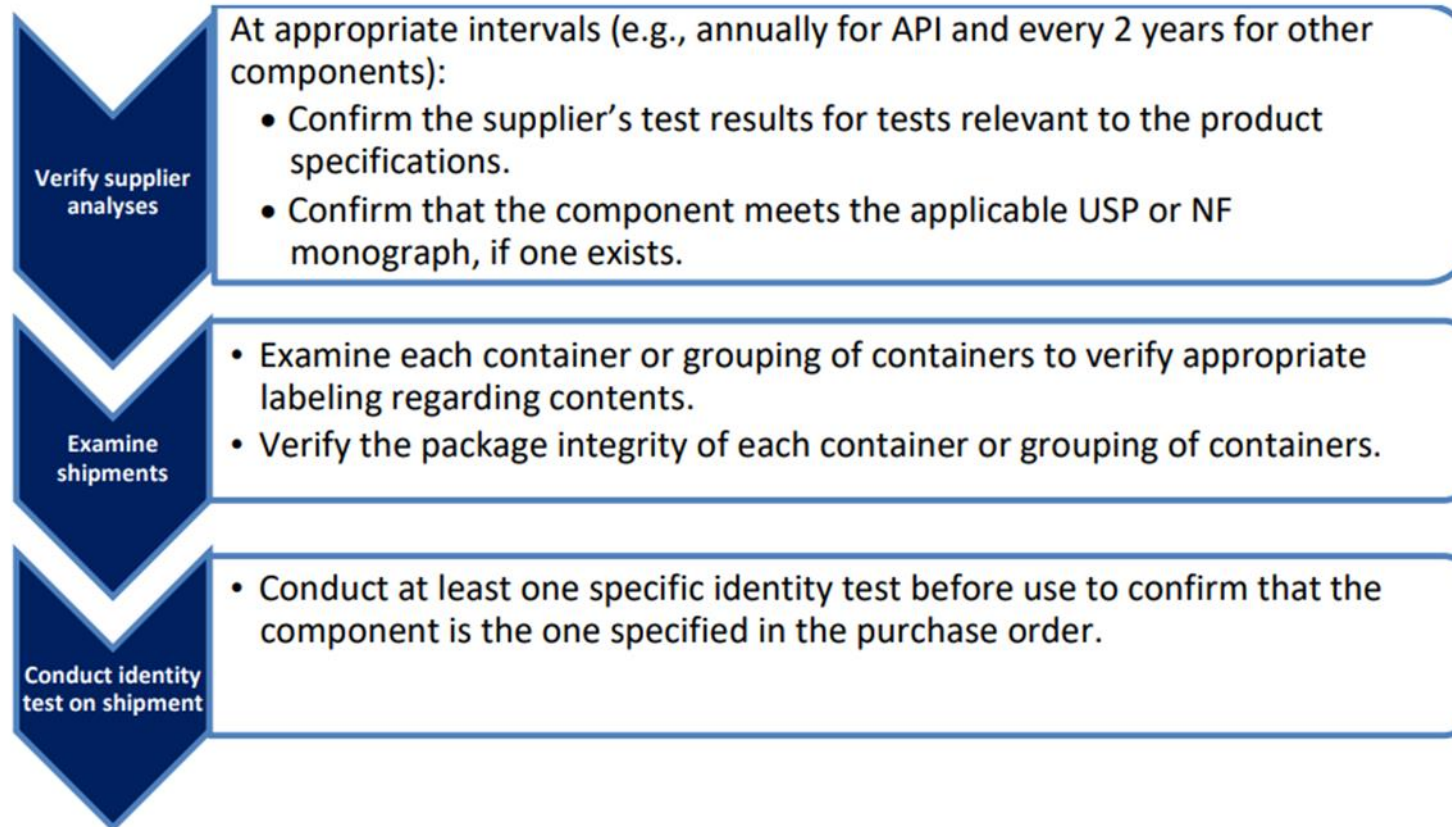 Verify supplier
analyses
At appropriate intervals (e.g., annually for API and every 2 years for other
components):
• Confirm the supplier’s test results for tests relevant to the product
specifications.
• Confirm that the component meets the applicable USP or NF
monograph, if one exists.
Examine
shipments
• Examine each container or grouping of containers to verify appropriate
labeling regarding contents.
• Verify the package integrity of each container or grouping of containers.
Conduct identity
test on shipment
• Conduct at least one specific identity test before use to confirm that the
component is the one specified in the purchase order.